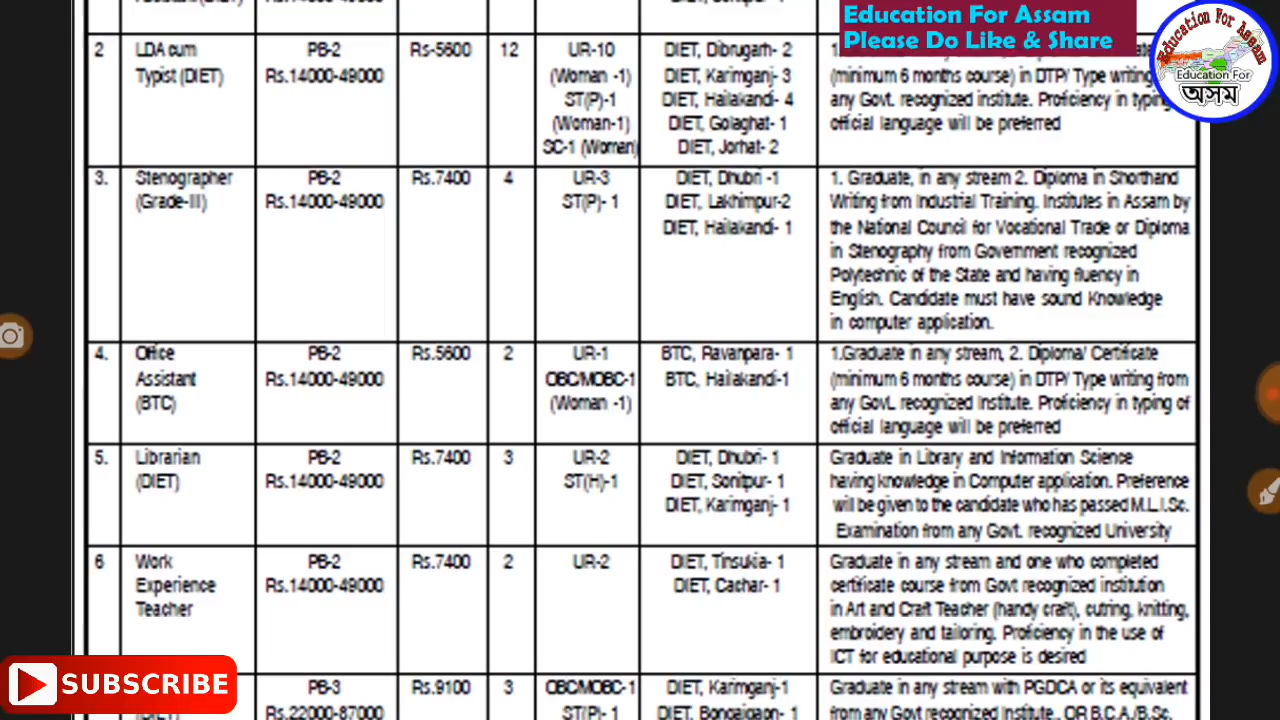 Education For Assam
Please Do Like & Share
Education For Assam
Education For
অসম
2 LDA cum PB-2 Rs-5600 12 UR-10 DIET, Dibrugarh- 2
Typist (DIET) Rs.14000-49000 (Woman -1) DIET, Karimganj- 3 (minimum 6 months course) in DTP/ Type writing
ST(P)-1 DIET, Hailakandi- 4 any Govt. recognized institute. Proficiency in typing
(Woman-1) DIET, Golaghat- 1 official language will be preferred
SC-1 (Woman) DIET, Jorhat- 2
3. Stenographer PB-2 Rs.7400 4 UR-3 DIET, Dhubri -1 1. Graduate, in any stream 2. Diploma in Shorthand
(Grade-III) Rs.14000-49000 ST(P)- 1 DIET, Lakhimpur-2 Writing from Industrial Training. Institutes in Assam by
DIET, Hailakandi- 1 the National Council for Vocational Trade or Diploma
in Stenography from Government recognized
Polytechnic of the State and having fluency in
English. Candidate must have sound Knowledge
in computer application.
4. Office PB-2 Rs.5600 2 UR-1 BTC, Ravanpara- 1 1.Graduate in any stream, 2. Diploma/ Certificate
Assistant Rs.14000-49000 OBC/MOBC-1 BTC, Hailakandi-1 (minimum 6 months course) in DTP/ Type writing from
(BTC) (Woman -1) any Govt. recognized Institute. Proficiency in typing of
official language will be preferred
5. Librarian PB-2 Rs.7400 3 UR-2 DIET, Dhubri- 1 Graduate in Library and Information Science
(DIET) Rs.14000-49000 ST(H)-1 DIET, Sonitpur- 1 having knowledge in Computer application. Preference
DIET, Karimganj- 1 will be given to the candidate who has passed M.L.I.Sc.
Examination from any Govt. recognized University
6 Work PB-2 Rs.7400 2 UR-2 DIET, Tinsukia- 1 Graduate in any stream and one who completed
Experience Rs.14000-49000 DIET, Cachar- 1 certificate course from Govt recognized institution
Teacher in Art and Craft Teacher (handy craft), cutring, knitting,
embroidery and tailoring. Proficiency in the use of
ICT for educational purpose is desired
PB-3 Rs.9100 3 OBC/MOBC-1 DIET, Karimganj-1 Graduate in any stream with PGDCA or its equivalent
Rs.22000-87000 ST(P)- 1 DIET, Bongaigaon- 1 from any Govt recognized Institute., OR B.C.A./B.Sc.
SUBSCRIBE